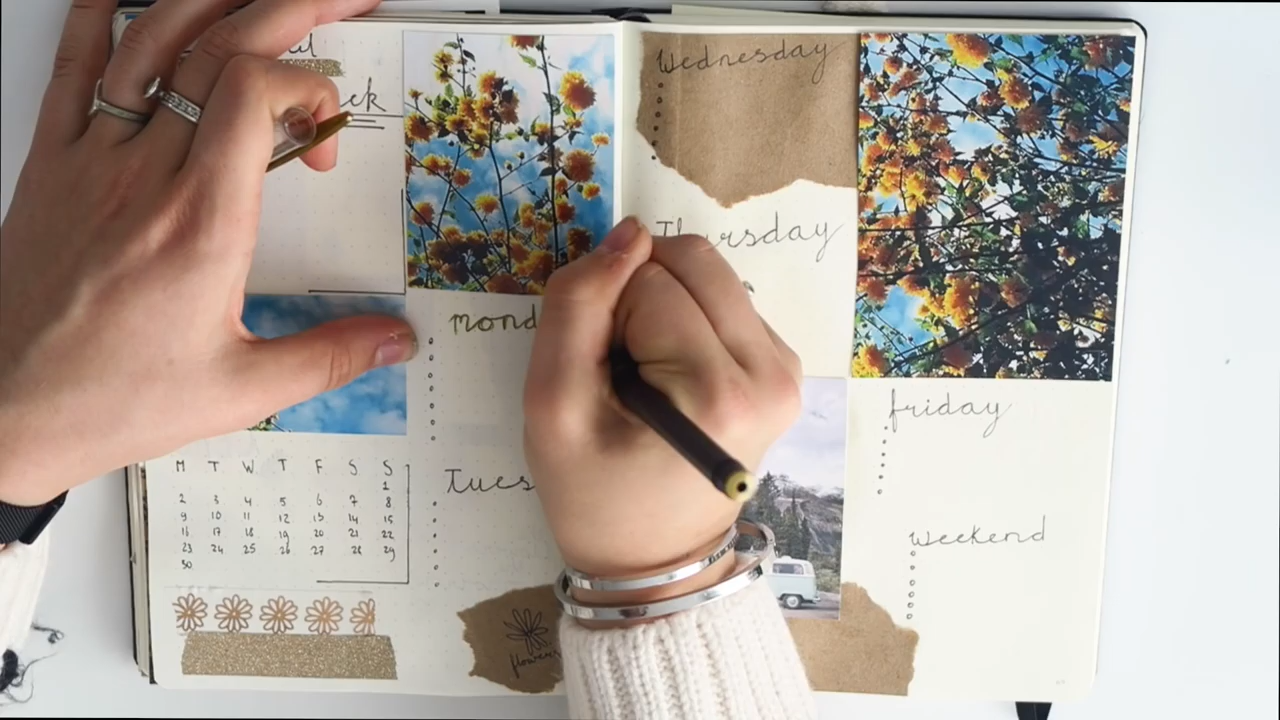 monday
Tues
M T W T F S S
1
2 3 4 5 6 7 8
9 10 11 12 13 14 15
16 17 18 19 20 21 22
23 24 25 26 27 28 29
30
flowers
Wednesday
Thursday
friday
weekend